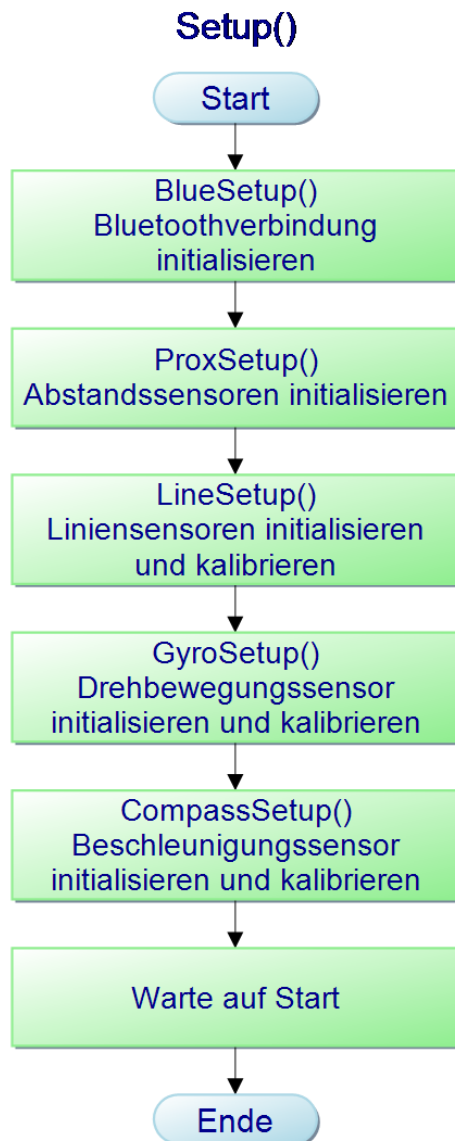 Setup()
Start
BlueSetup()
Bluetoothverbindung
initialisieren
ProxSetup()
Abstandssensoren initialisieren
LineSetup()
Liniensensoren initialisieren
und kalibrieren
GyroSetup()
Drehbewegungssensor
initialisieren und kalibrieren
CompassSetup()
Beschleunigungssensor
initialisieren und kalibrieren
Warte auf Start
Ende